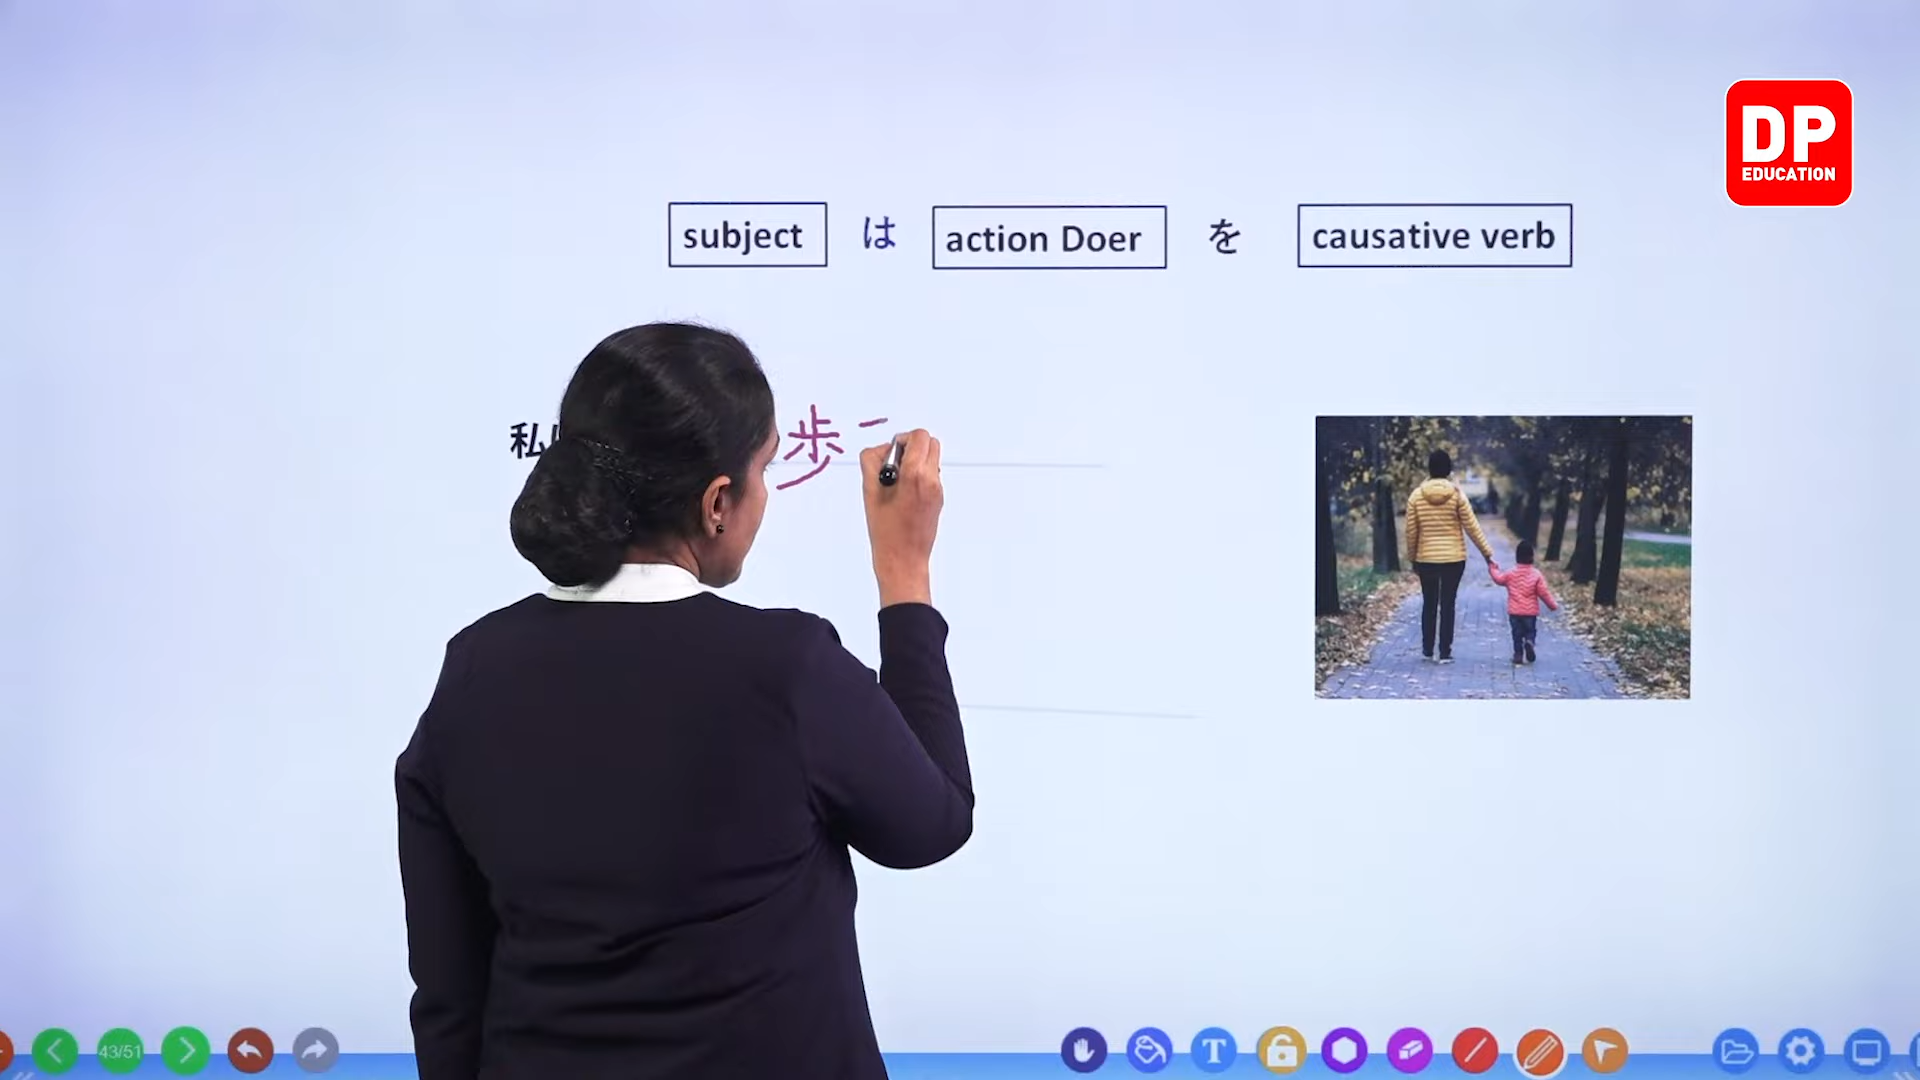 DP
EDUCATION
subject は action Doer を causative verb
私 歩
43/51